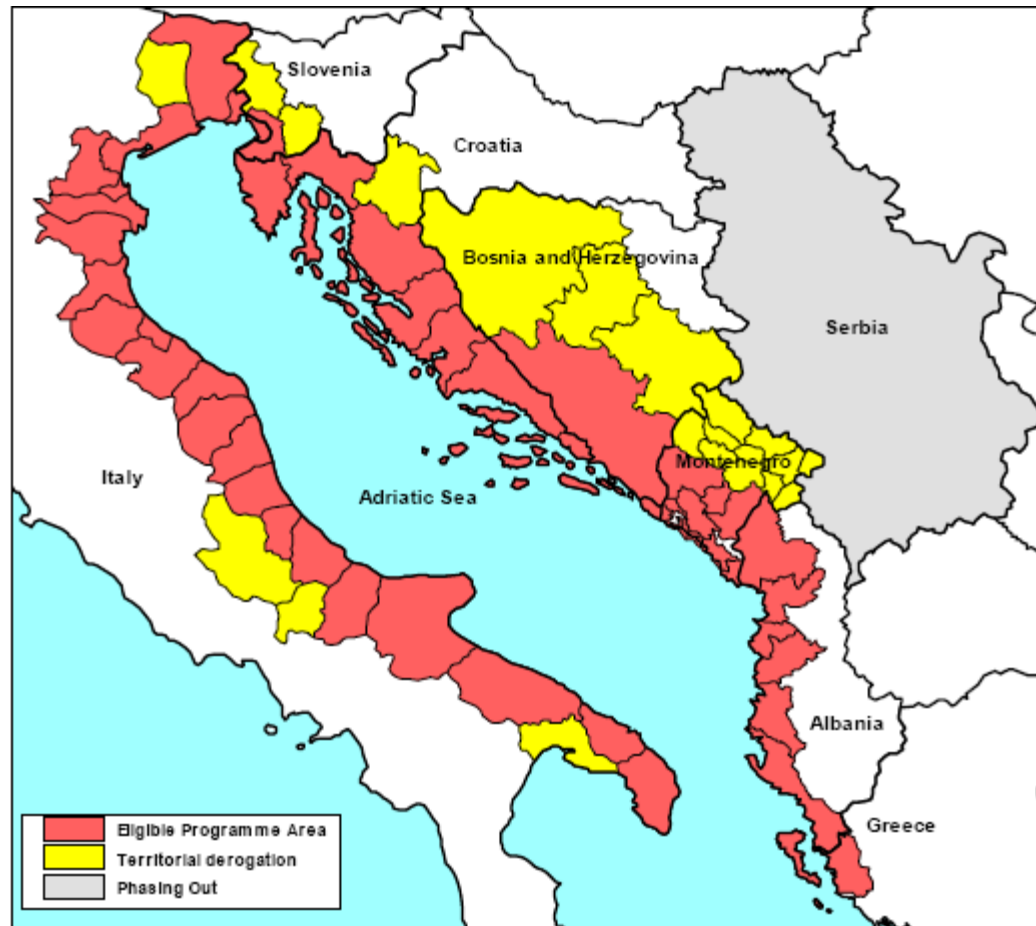 Slovenia
Croatia
Bosnia and Herzegovina
Serbia
Montenegro
Italy
Adriatic Sea
Albania
Greece
Eligible Programme Area
Territorial derogation
Phasing Out